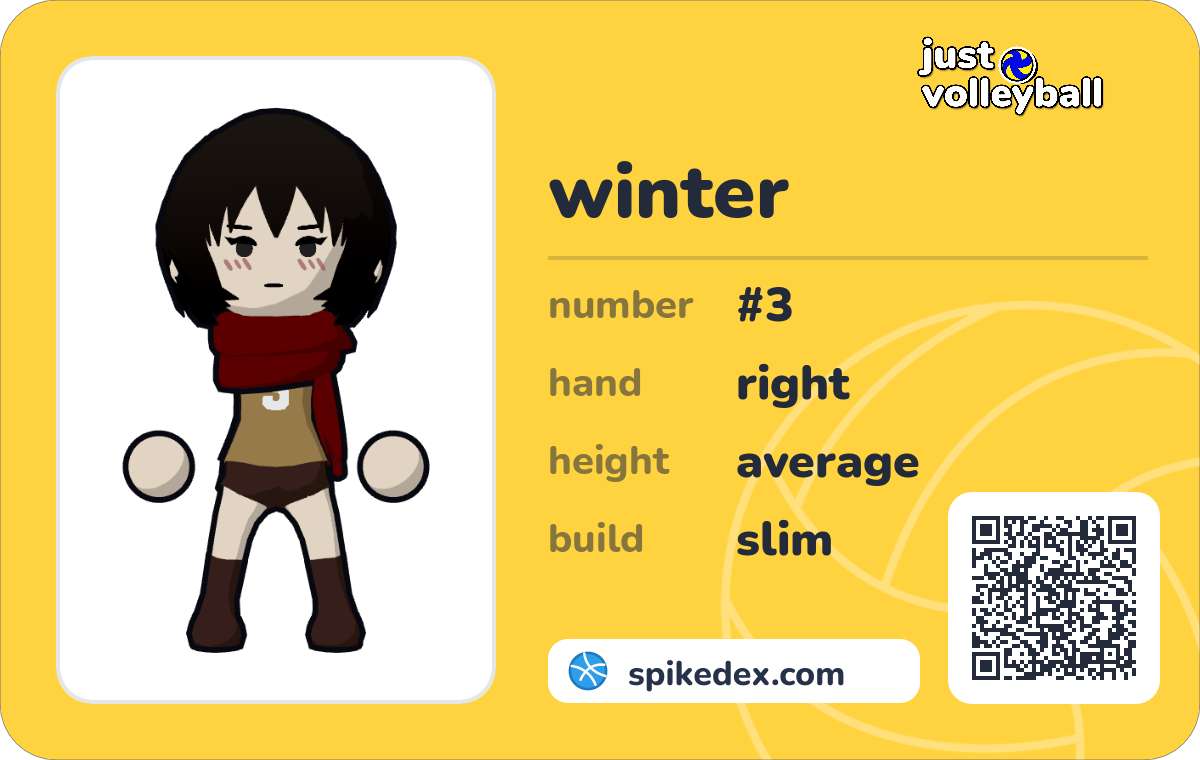 just
volleyball
winter
number #3
hand right
height average
build slim
spikedex.com